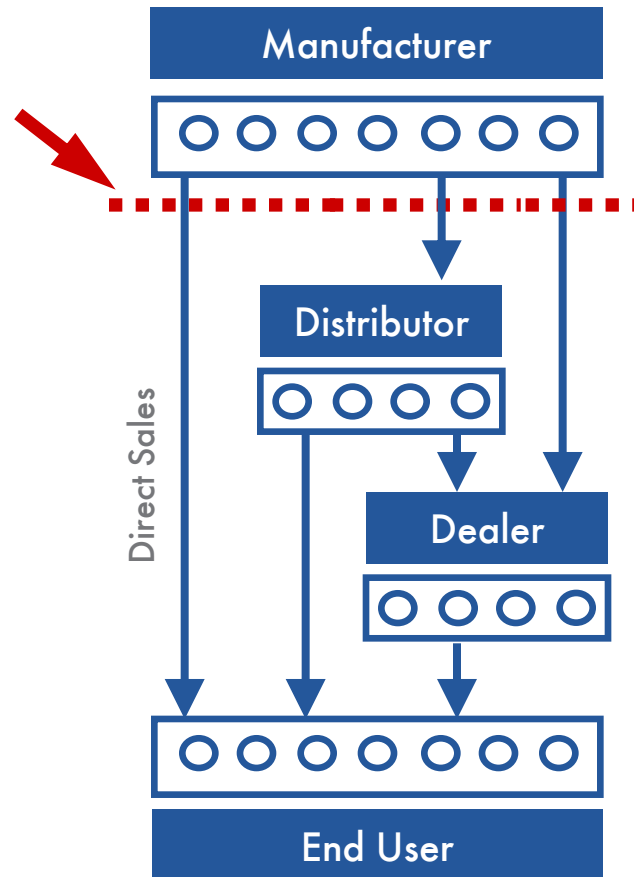 Manufacturer
Distributor
Direct Sales
Dealer
End User